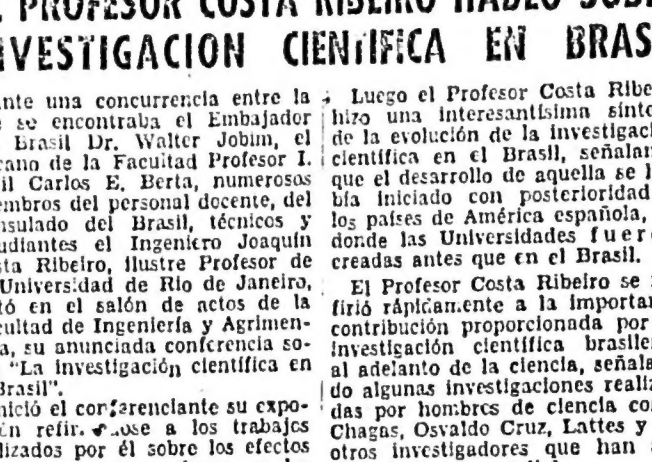 PROFESOR COSTA RIBEIRO HABLO
VESTIGACION CIENTIFICA EN BRAS
nte una concurrencia entre la
se encontraba el Embajador
Brasil Dr. Walter Jobim, el
cano de la Facultad Profesor I.
il Carlos E. Berta, numerosos
embros del personal docente, del
nsulado del Brasil, técnicos y
tudiantes el Ingeniero Joaquín
sta Ribeiro, ilustre Profesor de
Universidad de Rio de Janeiro,
tó en el salón de actos de la
cultad de Ingeniería y Agrimen-
a, su anunciada conferencia so-
"La investigación científica en
Brasil".
nició el conferenciante su expo-
n a los trabajos
lizados por él sobre los efectos
Luego el Profesor Costa Ribe
hizo una interesantísima sínte
de la evolución de la investigaci
científica en el Brasil, señalan
que el desarrollo de aquella se h
bía iniciado con posterioridad
los países de América española,
donde las Universidades fuer
creadas antes que en el Brasil.
El Profesor Costa Ribeiro se
firió rápidamente a la importan
contribución proporcionada por
investigación científica brasile
al adelanto de la ciencia, señala
do algunas investigaciones realiz
das por hombres de ciencia co
Chagas, Osvaldo Cruz, Lattes y
otros investigadores que han